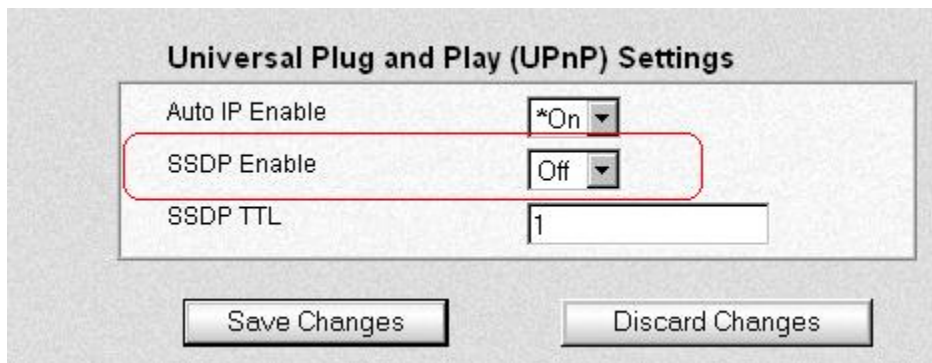 Universal Plug and Play (UPnP) Settings
Auto IP Enable *On
SSDP Enable Off
SSDP TTL 1
Save Changes Discard Changes